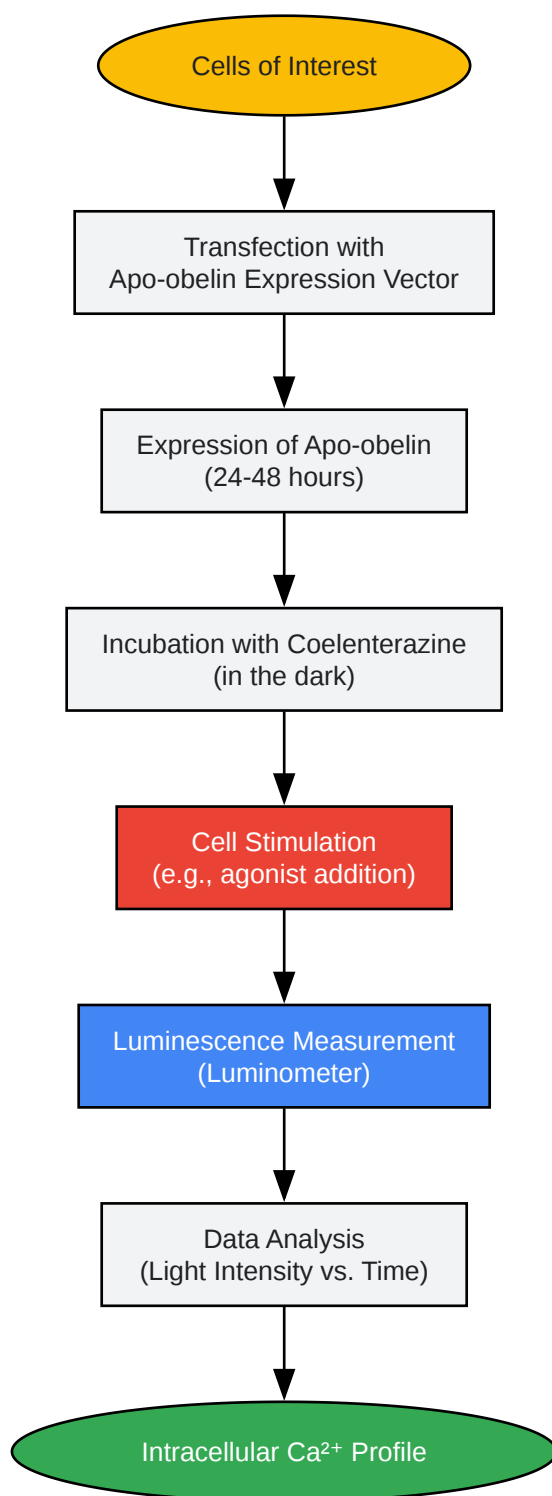 Cells of Interest
Transfection with
Apo-obelin Expression Vector
Expression of Apo-obelin
(24-48 hours)
Incubation with Coelenterazine
(in the dark)
Cell Stimulation
(e.g., agonist addition)
Luminescence Measurement
(Luminometer)
Data Analysis
(Light Intensity vs. Time)
Intracellular Ca²⁺ Profile